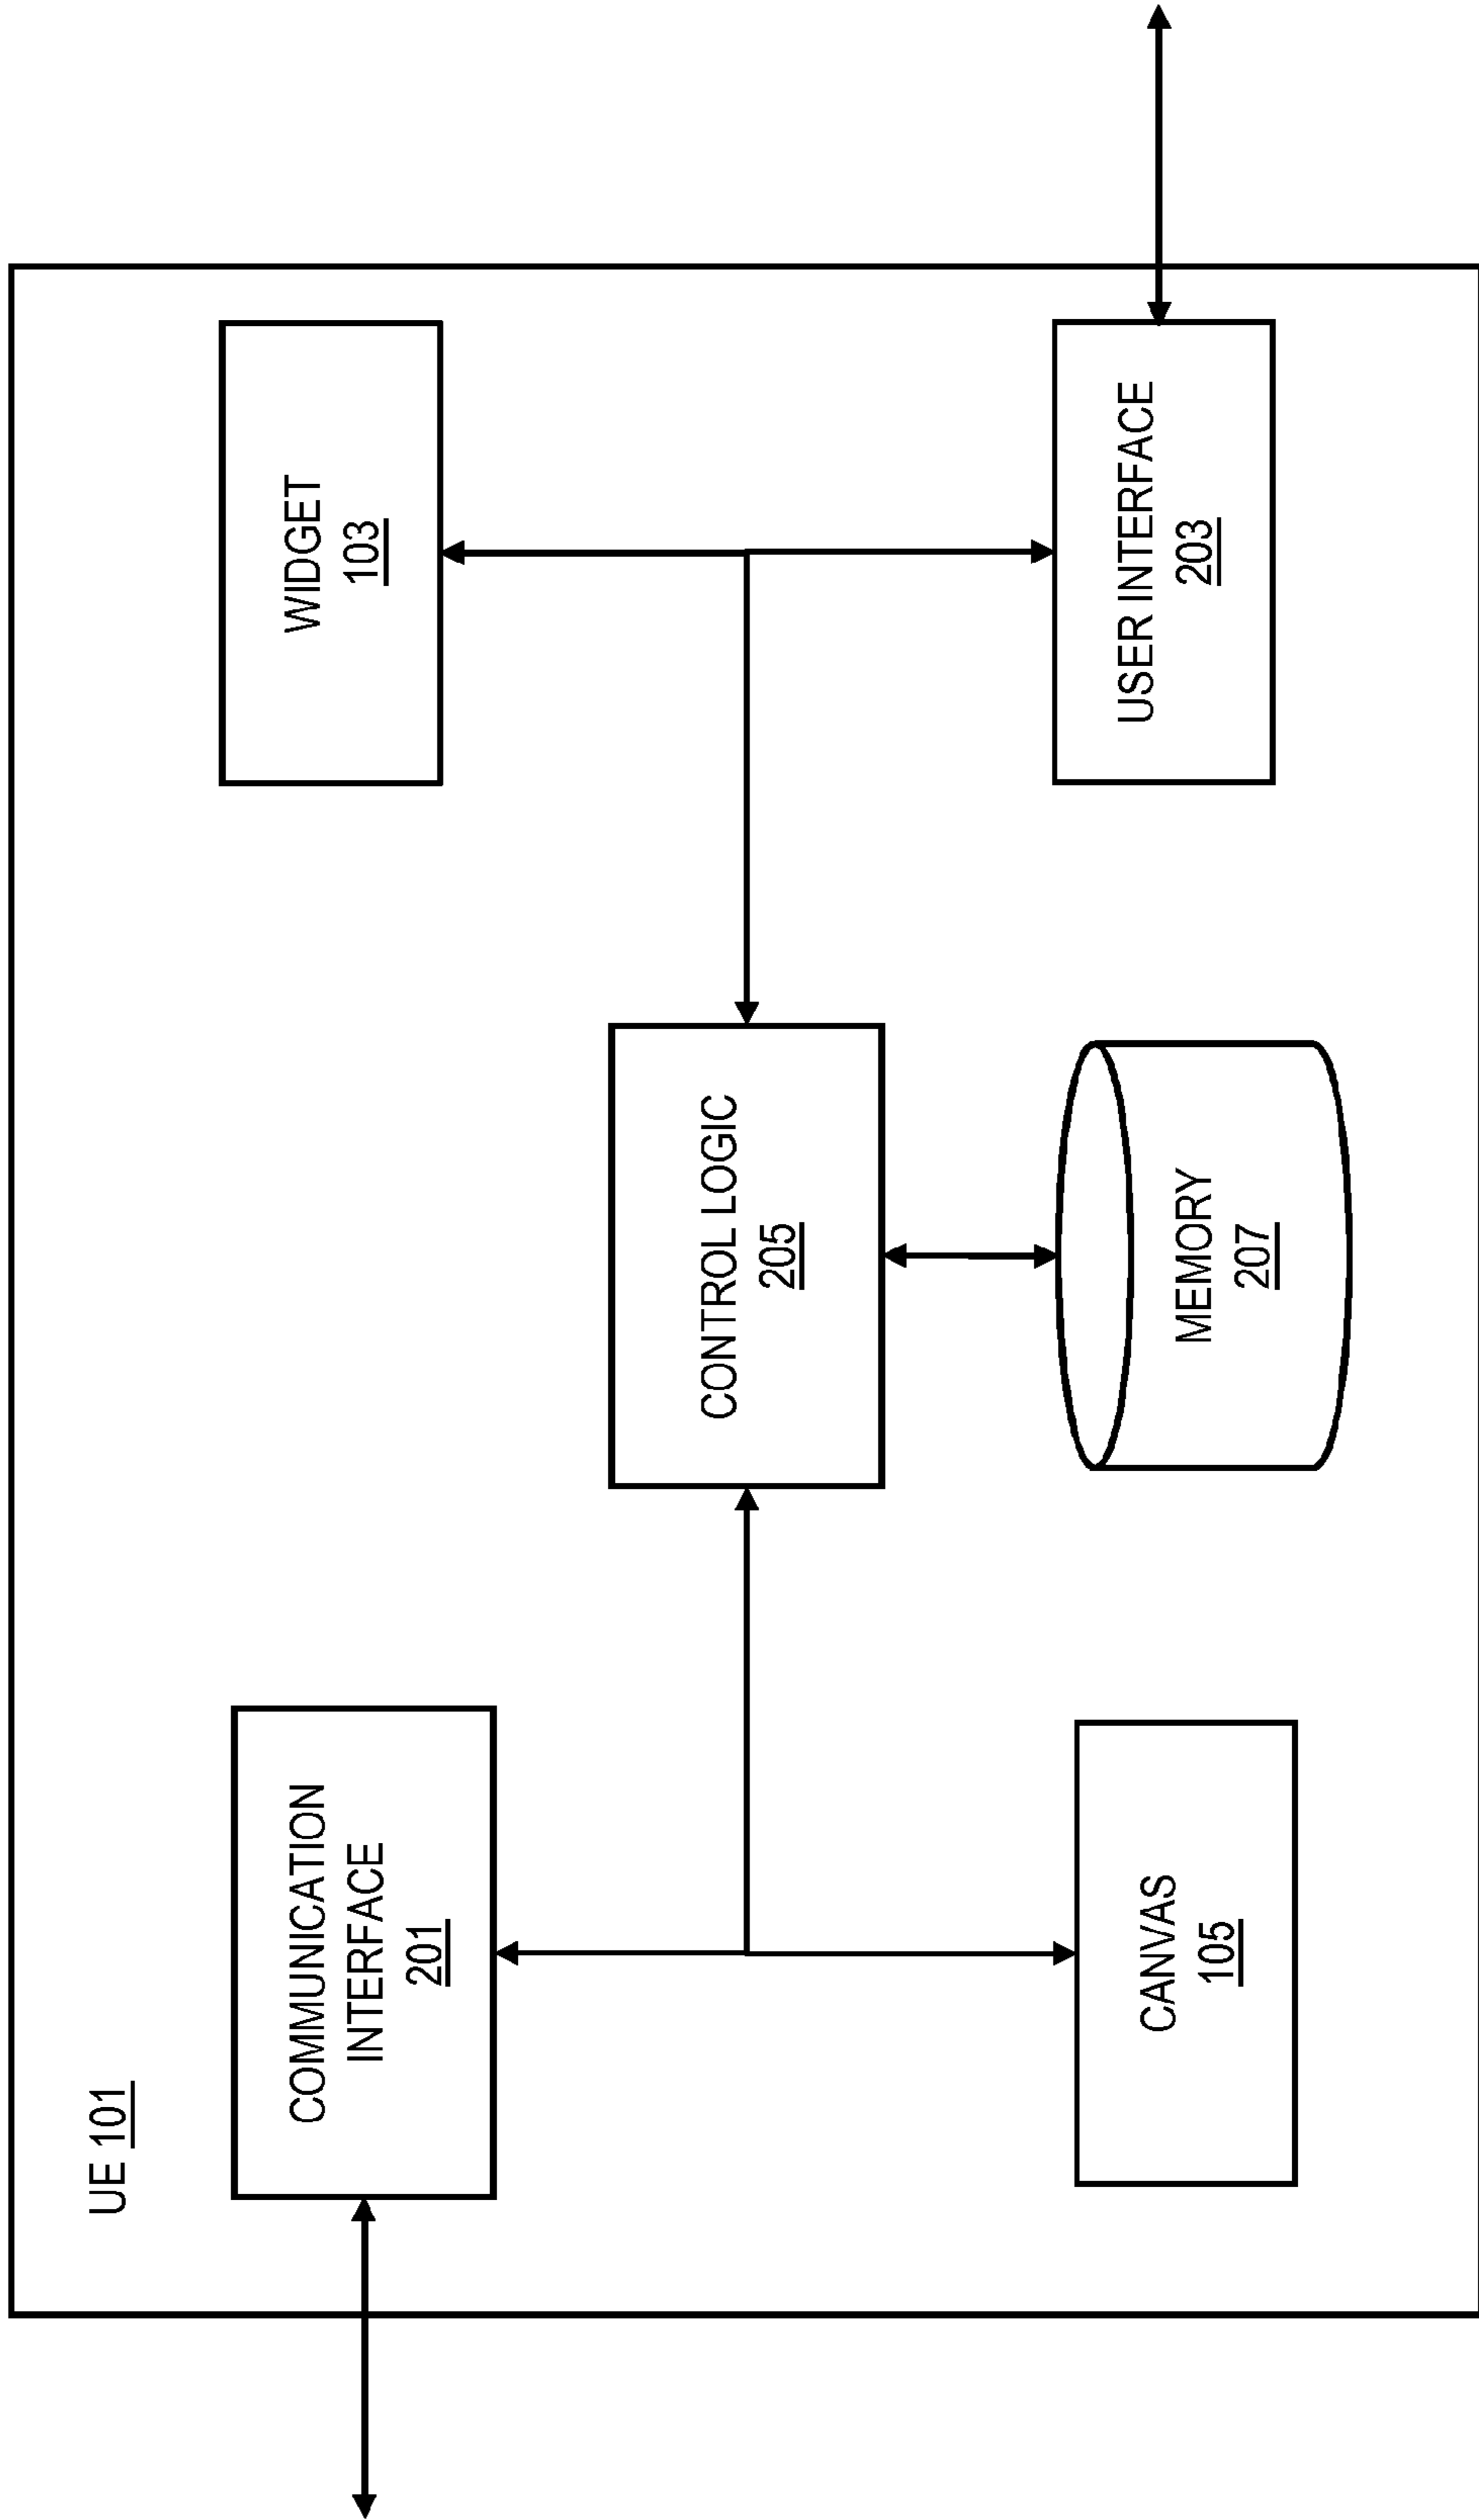 UE 101
COMMUNICATION
INTERFACE
201
WIDGET
103
CONTROL LOGIC
205
CANVAS
105
MEMORY
207
USER INTERFACE
203